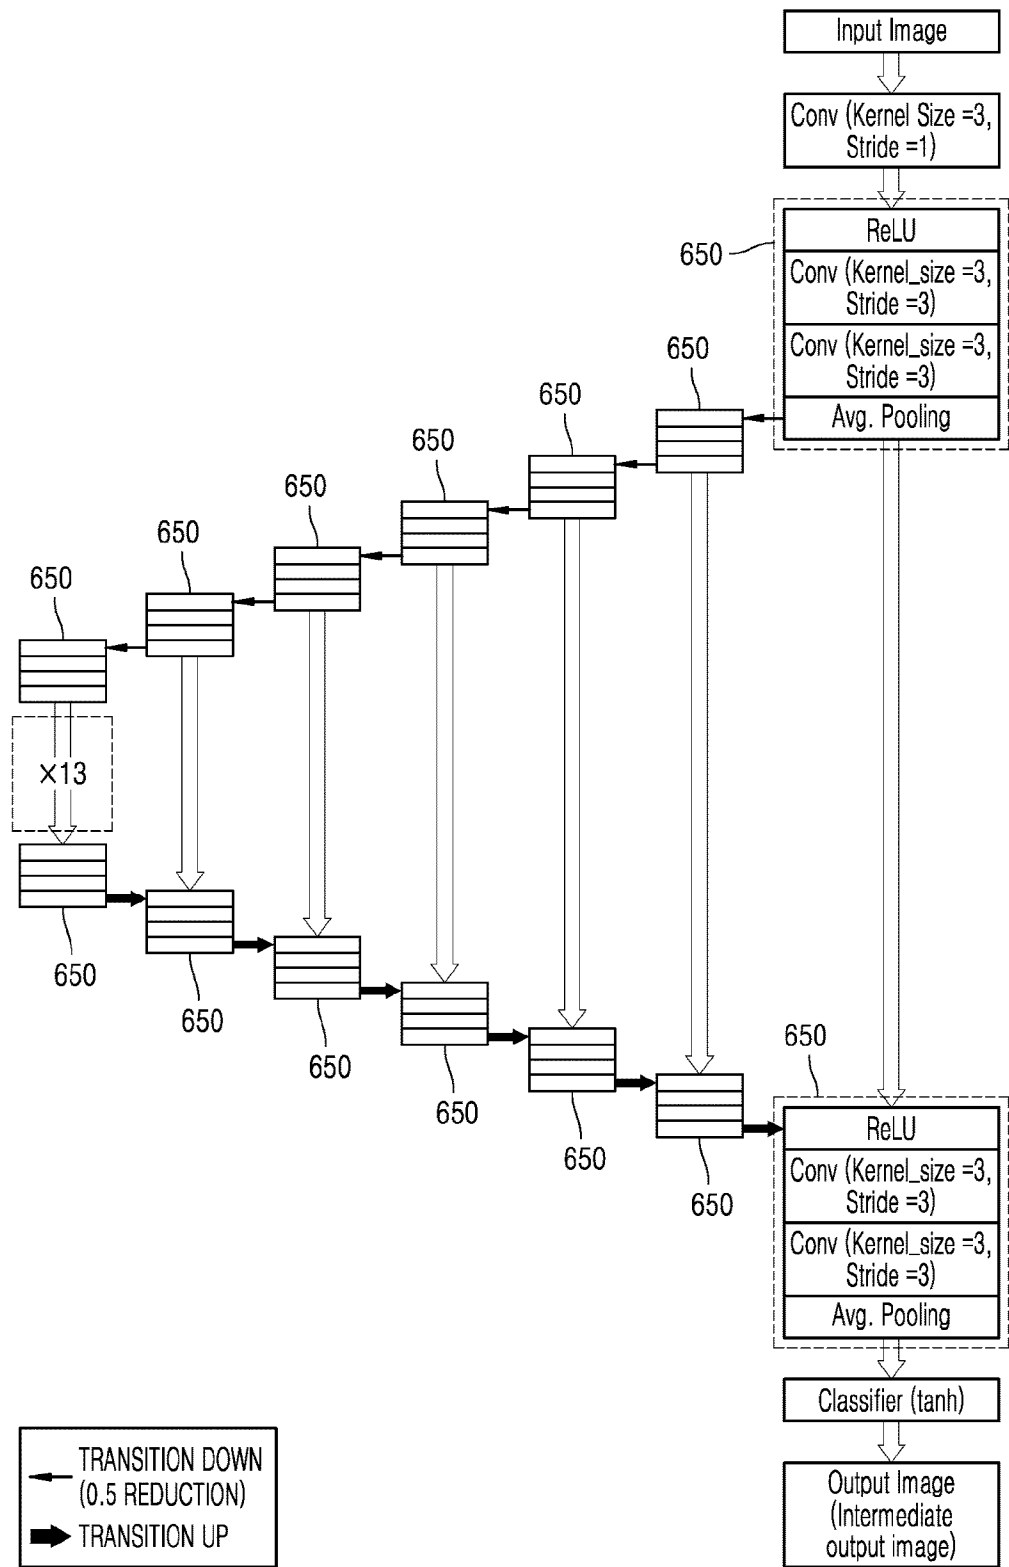 Input Image
Conv (Kernel Size =3,
Stride =1)
650
ReLU
Conv (Kernel_size =3,
Stride =3)
Conv (Kernel_size =3,
Stride =3)
Avg. Pooling
650
650
650
650
650
650
×13
650
650
650
650
650
650
650
ReLU
Conv (Kernel_size =3,
Stride =3)
Conv (Kernel_size =3,
Stride =3)
Avg. Pooling
Classifier (tanh)
Output Image
(Intermediate
output image)
TRANSITION DOWN
(0.5 REDUCTION)
TRANSITION UP